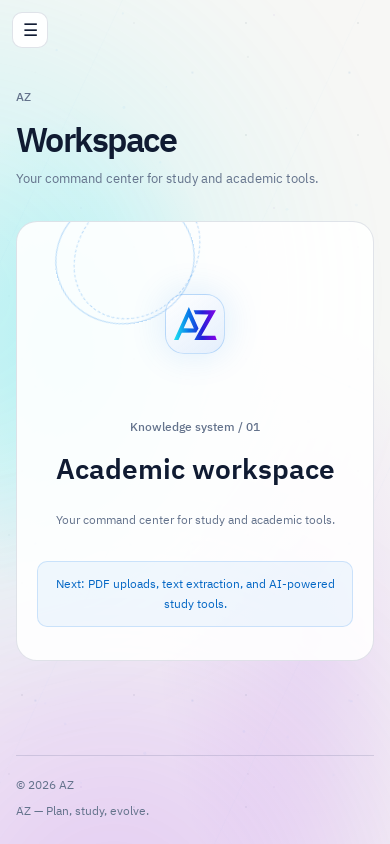 ☰
AZ
Workspace
Your command center for study and academic tools.
AZ
Knowledge system / 01
Academic workspace
Your command center for study and academic tools.
Next: PDF uploads, text extraction, and AI-powered
study tools.
© 2026 AZ
AZ — Plan, study, evolve.